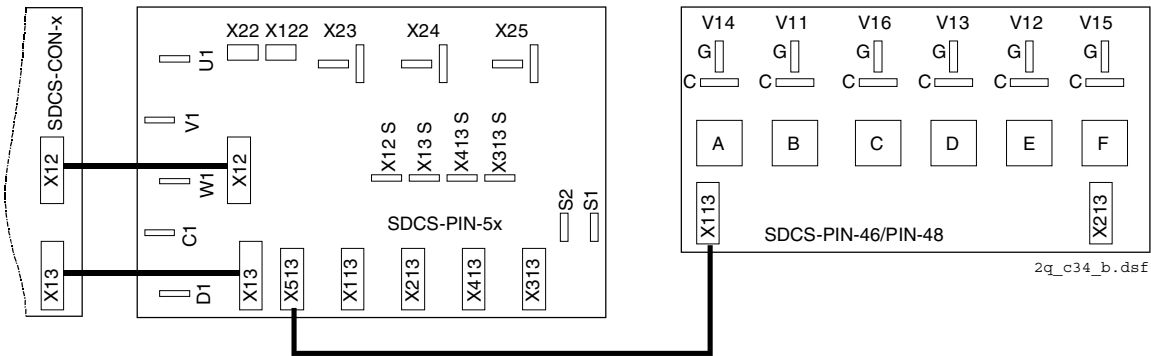 SDCS-CON-x
X12
X13
U1
V1
W1
C1
D1
X22 X122 X23 X24 X25
X12
X12 S
X13 S
X413 S
X313 S
S2
S1
SDCS-PIN-5x
X13
X513
X113
X213
X413
X313
V14 V11 V16 V13 V12 V15
G G G G G G
C C C C C C
A B C D E F
X113
SDCS-PIN-46/PIN-48
X213
2q_c34_b.dsf